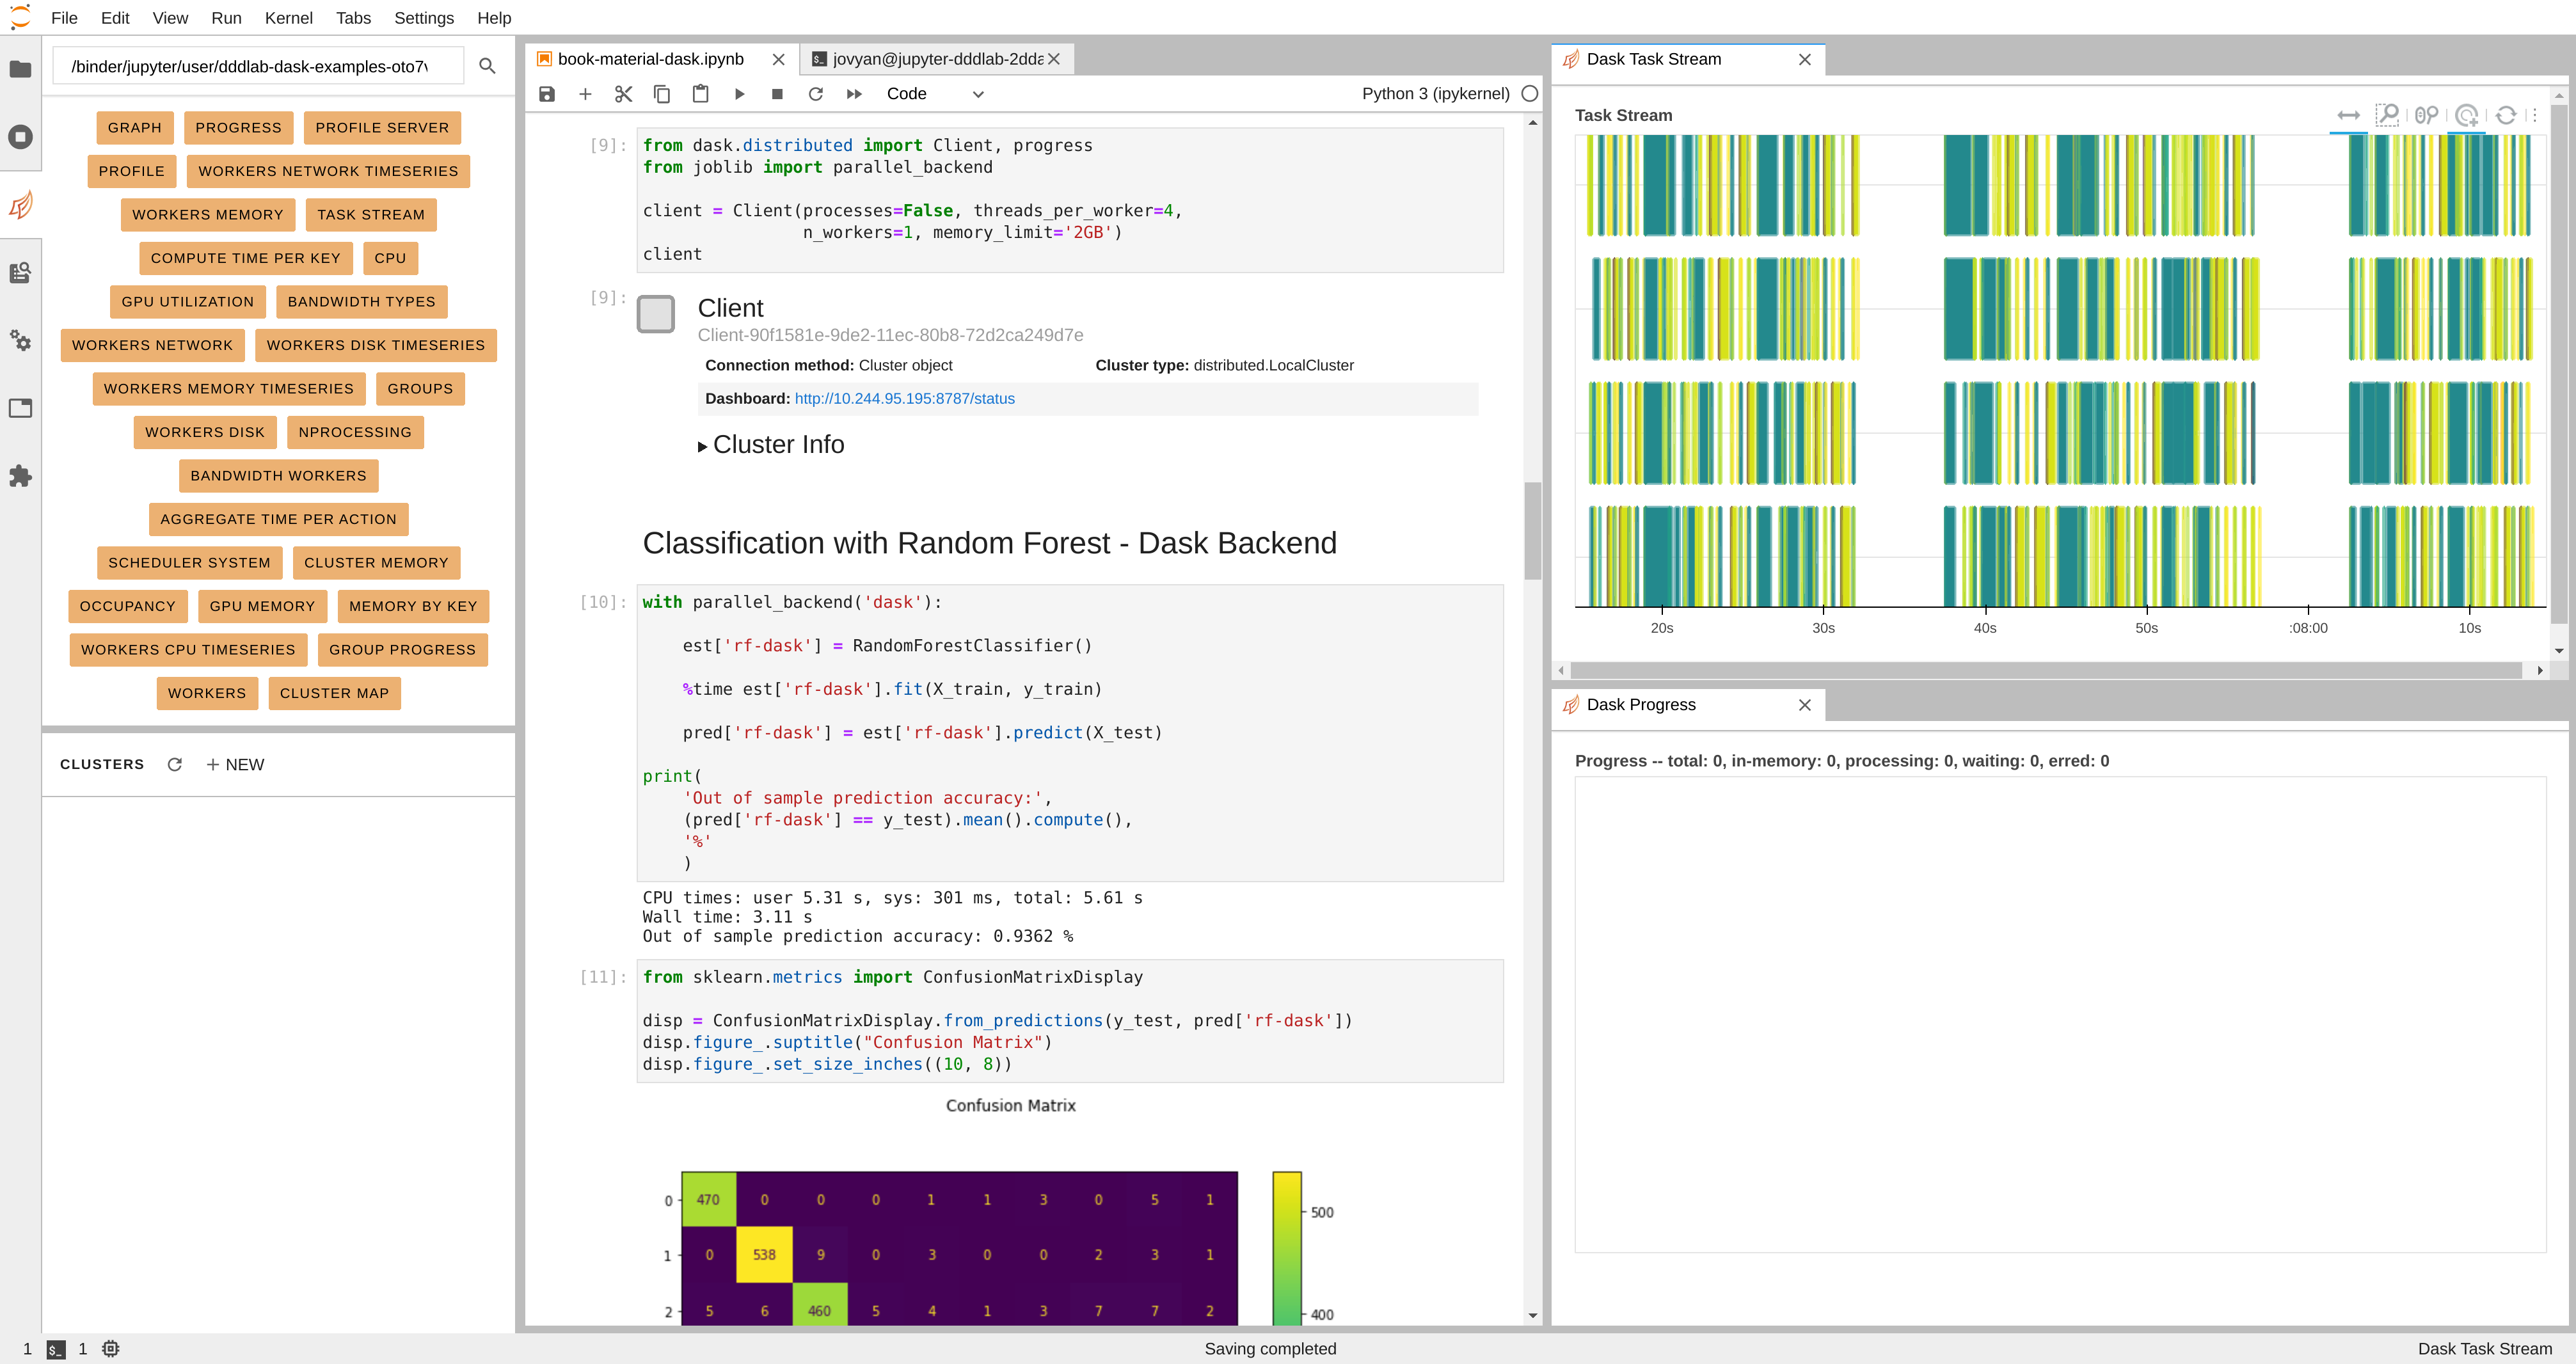 File Edit View Run Kernel Tabs Settings Help
/binder/jupyter/user/dddlab-dask-examples-oto7
GRAPH PROGRESS PROFILE SERVER
PROFILE WORKERS NETWORK TIMESERIES
WORKERS MEMORY TASK STREAM
COMPUTE TIME PER KEY CPU
GPU UTILIZATION BANDWIDTH TYPES
WORKERS NETWORK WORKERS DISK TIMESERIES
WORKERS MEMORY TIMESERIES GROUPS
WORKERS DISK NPROCESSING
BANDWIDTH WORKERS
AGGREGATE TIME PER ACTION
SCHEDULER SYSTEM CLUSTER MEMORY
OCCUPANCY GPU MEMORY MEMORY BY KEY
WORKERS CPU TIMESERIES GROUP PROGRESS
WORKERS CLUSTER MAP
CLUSTERS + NEW
book-material-dask.ipynb jovyan@jupyter-dddlab-2dda
Code Python 3 (ipykernel)
[9]: from dask.distributed import Client, progress
from joblib import parallel_backend
client = Client(processes=False, threads_per_worker=4,
n_workers=1, memory_limit='2GB')
client
[9]: Client
Client-90f1581e-9de2-11ec-80b8-72d2ca249d7e
Connection method: Cluster object Cluster type: distributed.LocalCluster
Dashboard: http://10.244.95.195:8787/status
Cluster Info
Classification with Random Forest - Dask Backend
[10]: with parallel_backend('dask'):
est['rf-dask'] = RandomForestClassifier()
%time est['rf-dask'].fit(X_train, y_train)
pred['rf-dask'] = est['rf-dask'].predict(X_test)
print(
'Out of sample prediction accuracy:',
(pred['rf-dask'] == y_test).mean().compute(),
'%'
)
CPU times: user 5.31 s, sys: 301 ms, total: 5.61 s
Wall time: 3.11 s
Out of sample prediction accuracy: 0.9362 %
[11]: from sklearn.metrics import ConfusionMatrixDisplay
disp = ConfusionMatrixDisplay.from_predictions(y_test, pred['rf-dask'])
disp.figure_.suptitle("Confusion Matrix")
disp.figure_.set_size_inches((10, 8))
Confusion Matrix
0 470 0 0 0 1 1 3 0 5 1
500
1 0 538 9 0 3 0 0 2 3 1
2 5 6 460 5 4 1 3 7 7 2
400
Dask Task Stream
Task Stream
20s 30s 40s 50s :08:00 10s
Dask Progress
Progress -- total: 0, in-memory: 0, processing: 0, waiting: 0, erred: 0
1 $_ 1 Saving completed Dask Task Stream